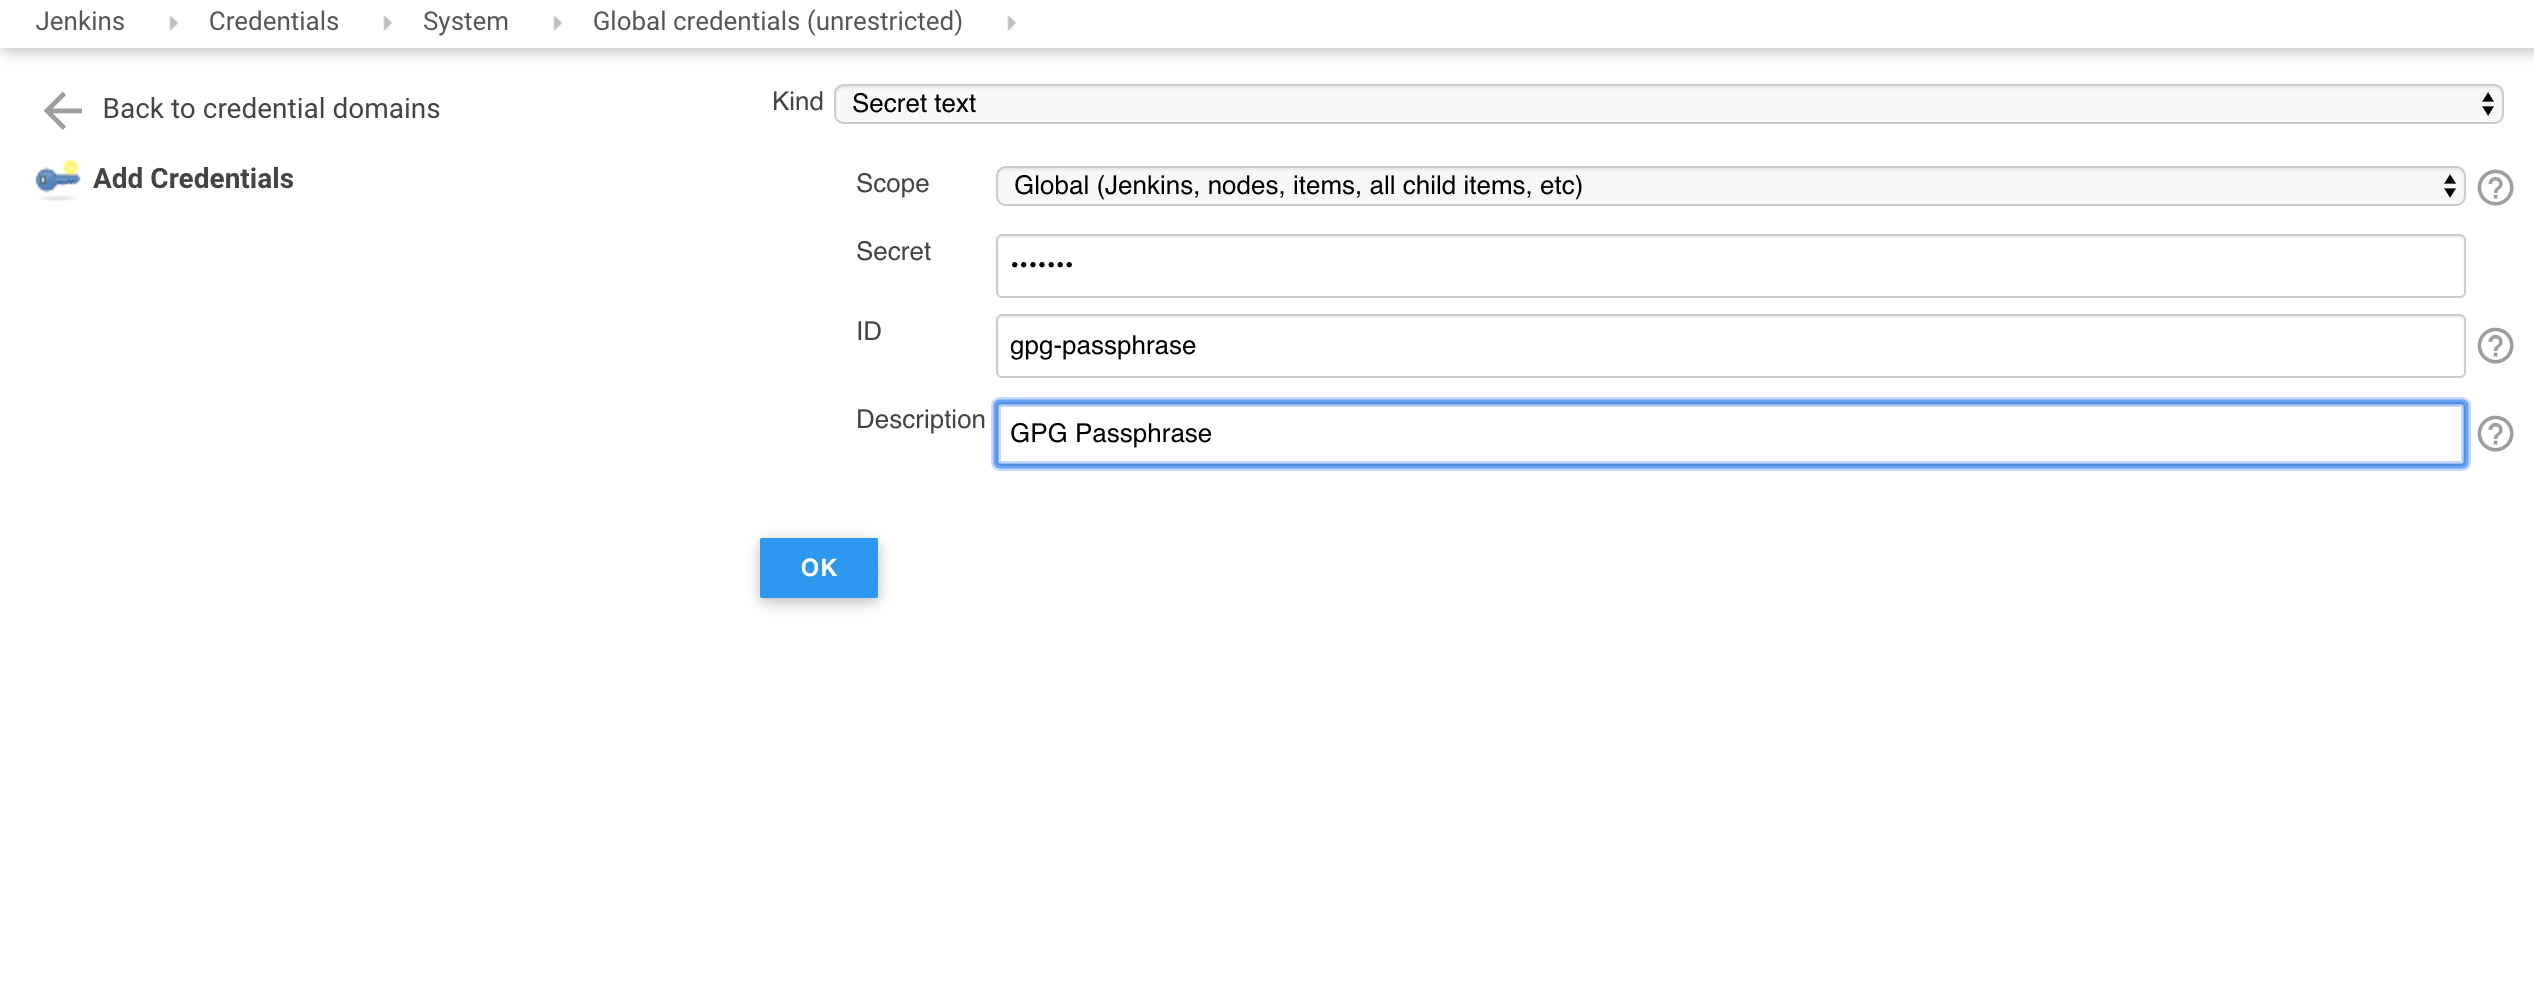 Jenkins Credentials System Global credentials (unrestricted)
Back to credential domains
Add Credentials
Kind Secret text
Scope Global (Jenkins, nodes, items, all child items, etc)
Secret •••••••
ID gpg-passphrase
Description GPG Passphrase
OK